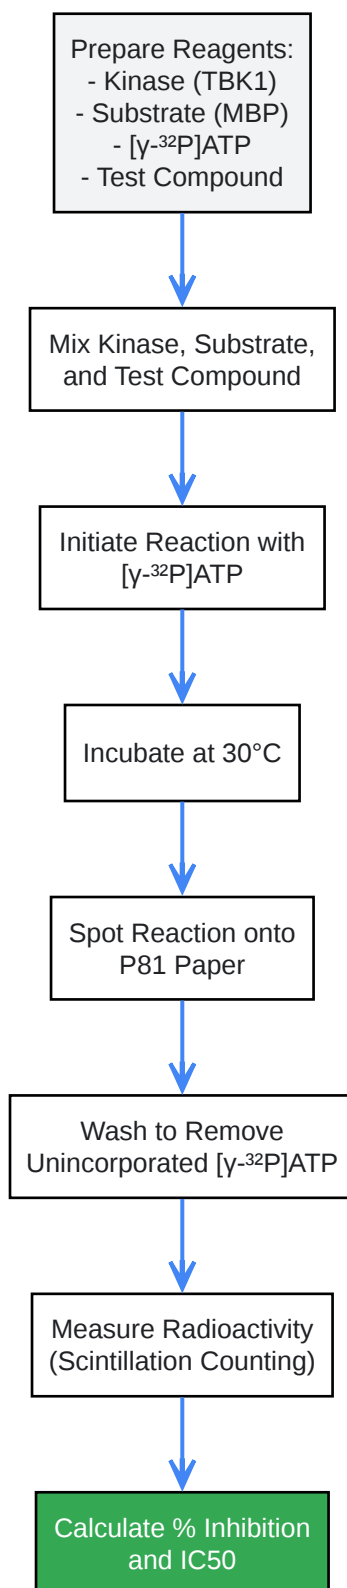 Prepare Reagents:
- Kinase (TBK1)
- Substrate (MBP)
- [γ-³²P]ATP
- Test Compound
Mix Kinase, Substrate,
and Test Compound
Initiate Reaction with
[γ-³²P]ATP
Incubate at 30°C
Spot Reaction onto
P81 Paper
Wash to Remove
Unincorporated [γ-³²P]ATP
Measure Radioactivity
(Scintillation Counting)
Calculate % Inhibition
and IC50